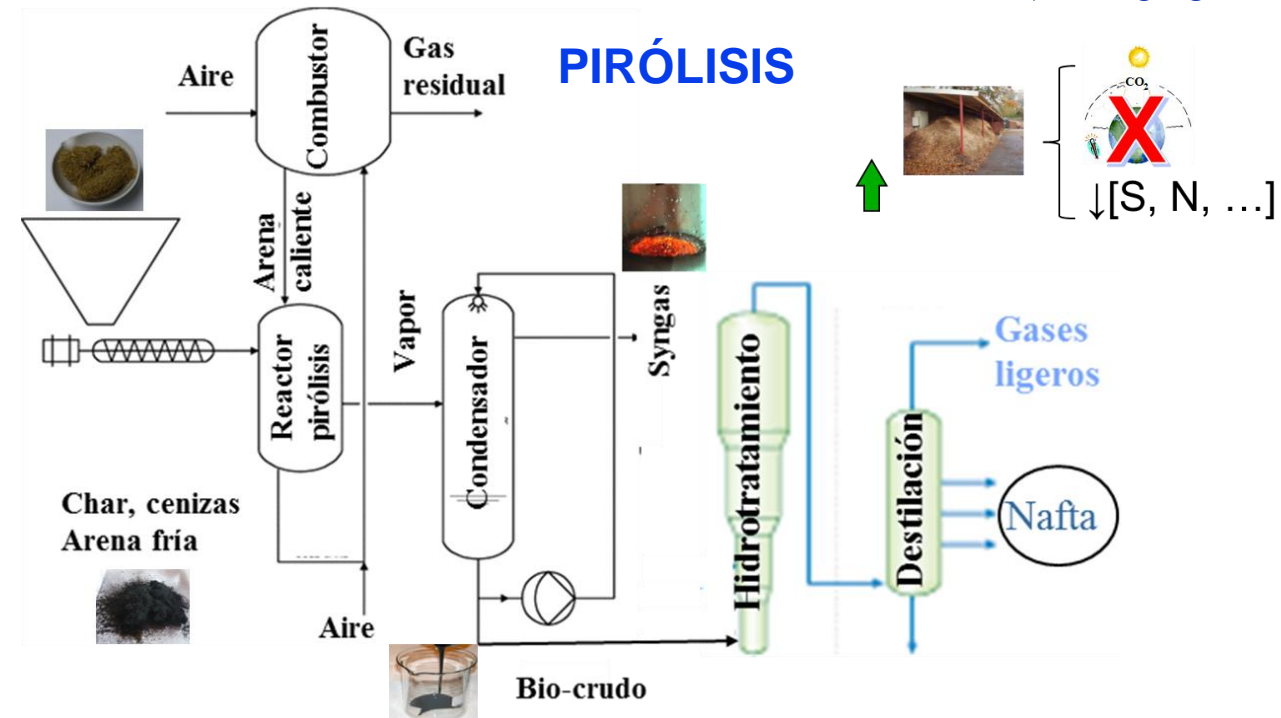 PIRÓLISIS
Aire
Combustor
Gas
residual
CO2
↓[S, N, …]
Arena
caliente
Reactor
pirólisis
Vapor
Condensador
Syngas
Hidrotratamiento
Gases
ligeros
Destilación
Nafta
Char, cenizas
Arena fría
Aire
Bio-crudo